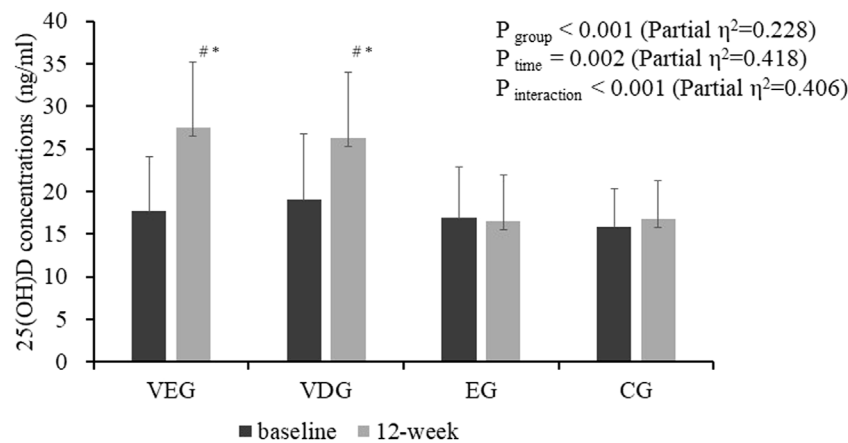 40
35
30
25
20
15
10
5
0
25(OH)D concentrations (ng/ml)
# *
# *
P group < 0.001 (Partial η²=0.228)
P time = 0.002 (Partial η²=0.418)
P interaction < 0.001 (Partial η²=0.406)
VEG VDG EG CG
baseline 12-week